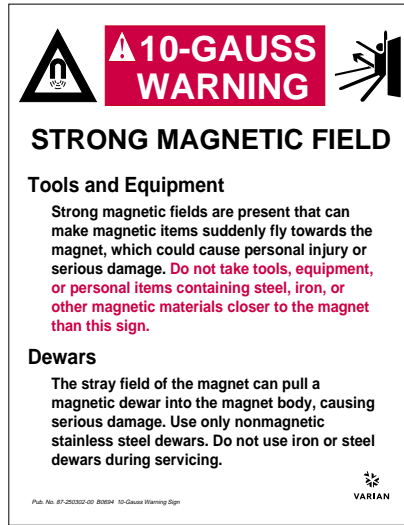 10-GAUSS
WARNING
STRONG MAGNETIC FIELD
Tools and Equipment
Strong magnetic fields are present that can
make magnetic items suddenly fly towards the
magnet, which could cause personal injury or
serious damage. Do not take tools, equipment,
or personal items containing steel, iron, or
other magnetic materials closer to the magnet
than this sign.
Dewars
The stray field of the magnet can pull a
magnetic dewar into the magnet body, causing
serious damage. Use only nonmagnetic
stainless steel dewars. Do not use iron or steel
dewars during servicing.
Pub. No. 87-250302-00 B0694 10-Gauss Warning Sign
VARIAN